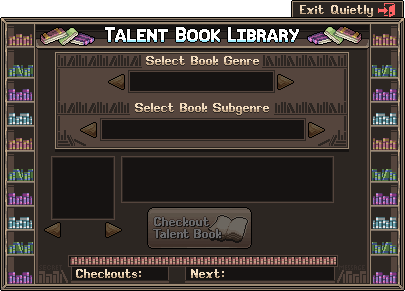 Exit Quietly
Talent Book Library
Select Book Genre
Select Book Subgenre
Checkout
Talent Book
Checkouts:
Next: